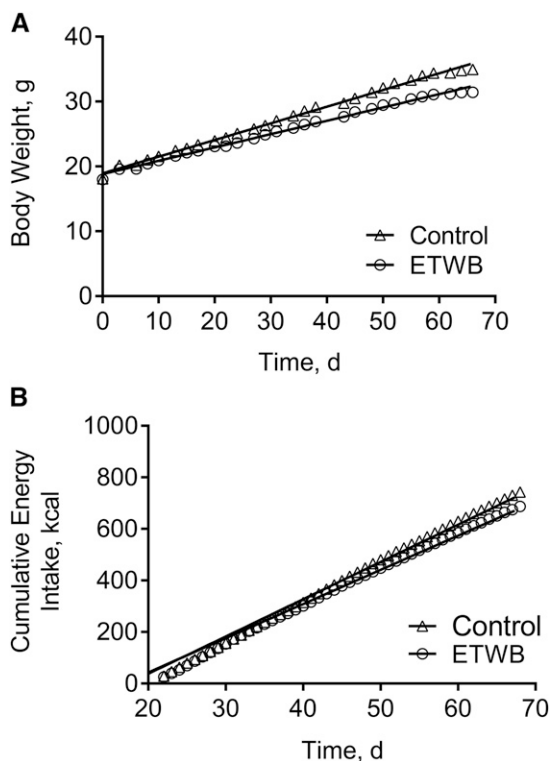 A
Body Weight, g
40
30
20
10
0
Control
ETWB
0 10 20 30 40 50 60 70
Time, d
B
Cumulative Energy
Intake, kcal
1000
800
600
400
200
0
Control
ETWB
20 30 40 50 60 70
Time, d